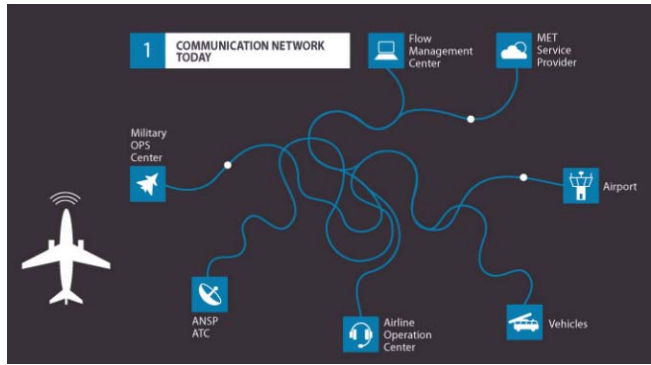 1
COMMUNICATION NETWORK
TODAY
Flow
Management
Center
MET
Service
Provider
Military
OPS
Center
Airport
ANSP
ATC
Airline
Operation
Center
Vehicles